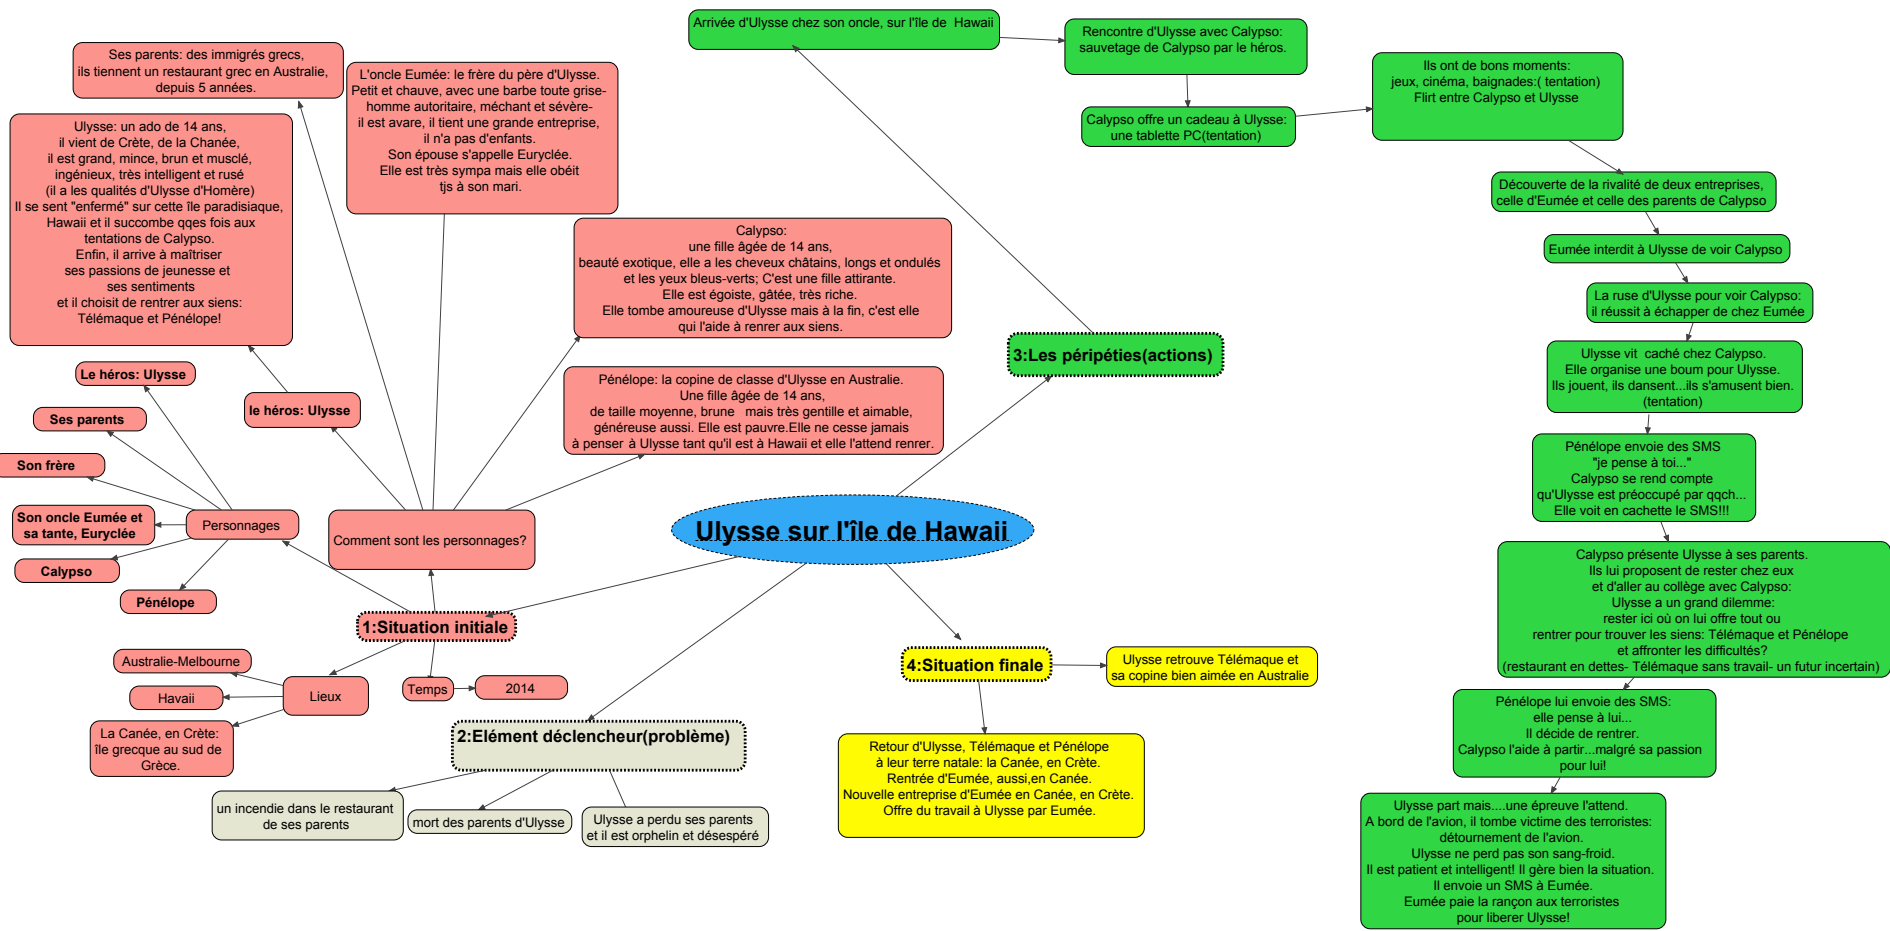 Ulysse sur l'île de Hawaii
1:Situation initiale
Personnages
Le héros: Ulysse
Ses parents
Son frère
Son oncle Eumée et
sa tante, Euryclée
Calypso
Pénélope
Comment sont les personnages?
le héros: Ulysse
Ulysse: un ado de 14 ans,
il vient de Crète, de la Chanée,
il est grand, mince, brun et musclé,
ingénieux, très intelligent et rusé
(il a les qualités d'Ulysse d'Homère)
Il se sent "enfermé" sur cette île paradisiaque,
Hawaii et il succombe qqes fois aux
tentations de Calypso.
Enfin, il arrive à maîtriser
ses passions de jeunesse et
ses sentiments
et il choisit de rentrer aux siens:
Télémaque et Pénélope!
Ses parents: des immigrés grecs,
ils tiennent un restaurant grec en Australie,
depuis 5 années.
L'oncle Eumée: le frère du père d'Ulysse.
Petit et chauve, avec une barbe toute grise-
homme autoritaire, méchant et sévère-
il est avare, il tient une grande entreprise,
il n'a pas d'enfants.
Son épouse s'appelle Euryclée.
Elle est très sympa mais elle obéit
tjs à son mari.
Calypso:
une fille âgée de 14 ans,
beauté exotique, elle a les cheveux châtains, longs et ondulés
et les yeux bleus-verts; C'est une fille attirante.
Elle est égoiste, gâtée, très riche.
Elle tombe amoureuse d'Ulysse mais à la fin, c'est elle
qui l'aide à renrer aux siens.
Pénélope: la copine de classe d'Ulysse en Australie.
Une fille âgée de 14 ans,
de taille moyenne, brune mais très gentille et aimable,
généreuse aussi. Elle est pauvre.Elle ne cesse jamais
à penser à Ulysse tant qu'il est à Hawaii et elle l'attend renrer.
Lieux
Australie-Melbourne
Havaii
La Canée, en Crète:
île grecque au sud de
Grèce.
Temps
2014
2:Elément déclencheur(problème)
un incendie dans le restaurant
de ses parents
mort des parents d'Ulysse
Ulysse a perdu ses parents
et il est orphelin et désespéré
3:Les péripéties(actions)
Arrivée d'Ulysse chez son oncle, sur l'île de Hawaii
Rencontre d'Ulysse avec Calypso:
sauvetage de Calypso par le héros.
Calypso offre un cadeau à Ulysse:
une tablette PC(tentation)
Ils ont de bons moments:
jeux, cinéma, baignades:( tentation)
Flirt entre Calypso et Ulysse
Découverte de la rivalité de deux entreprises,
celle d'Eumée et celle des parents de Calypso
Eumée interdit à Ulysse de voir Calypso
La ruse d'Ulysse pour voir Calypso:
il réussit à échapper de chez Eumée
Ulysse vit caché chez Calypso.
Elle organise une boum pour Ulysse.
Ils jouent, ils dansent...ils s'amusent bien.
(tentation)
Pénélope envoie des SMS
"je pense à toi..."
Calypso se rend compte
qu'Ulysse est préoccupé par qqch...
Elle voit en cachette le SMS!!!
Calypso présente Ulysse à ses parents.
Ils lui proposent de rester chez eux
et d'aller au collège avec Calypso:
Ulysse a un grand dilemme:
rester ici où on lui offre tout ou
rentrer pour trouver les siens: Télémaque et Pénélope
et affronter les difficultés?
(restaurant en dettes- Télémaque sans travail- un futur incertain)
Pénélope lui envoie des SMS:
elle pense à lui...
Il décide de rentrer.
Calypso l'aide à partir...malgré sa passion
pour lui!
Ulysse part mais....une épreuve l'attend.
A bord de l'avion, il tombe victime des terroristes:
détournement de l'avion.
Ulysse ne perd pas son sang-froid.
Il est patient et intelligent! Il gère bien la situation.
Il envoie un SMS à Eumée.
Eumée paie la rançon aux terroristes
pour liberer Ulysse!
4:Situation finale
Ulysse retrouve Télémaque et
sa copine bien aimée en Australie
Retour d'Ulysse, Télémaque et Pénélope
à leur terre natale: la Canée, en Crète.
Rentrée d'Eumée, aussi,en Canée.
Nouvelle entreprise d'Eumée en Canée, en Crète.
Offre du travail à Ulysse par Eumée.